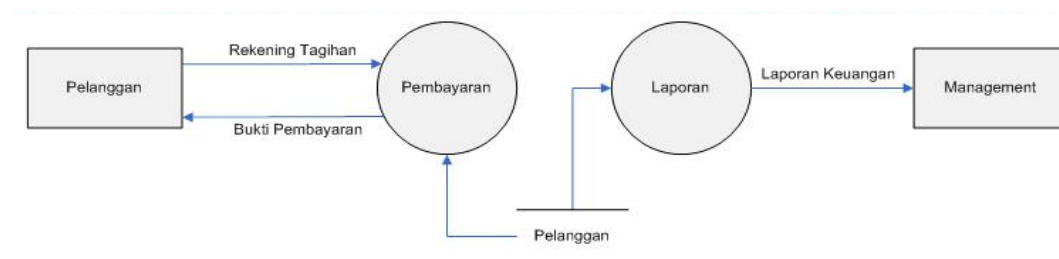 Rekening Tagihan
Pelanggan
Pembayaran
Bukti Pembayaran
Laporan
Laporan Keuangan
Management
Pelanggan